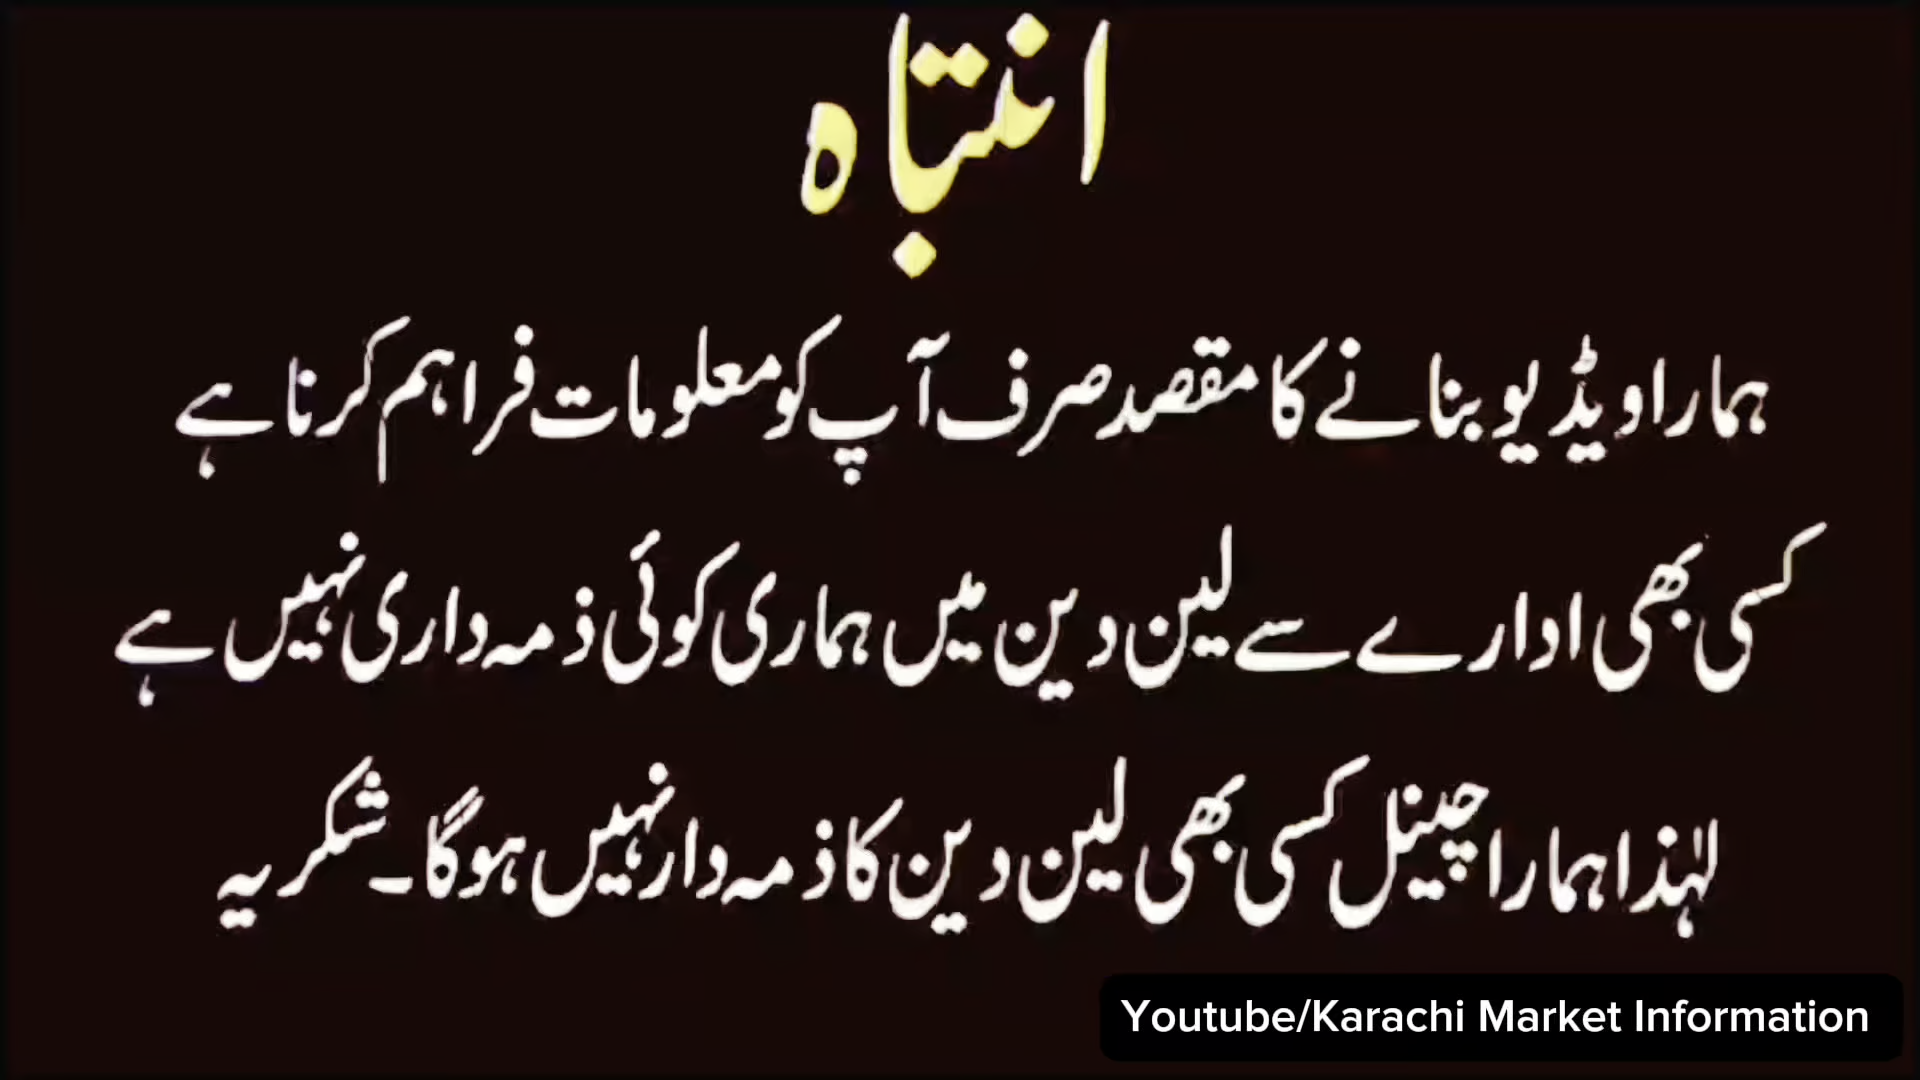 انتباہ
ہمارا ویڈیو بنانے کا مقصد صرف آپ کو معلومات فراہم کرنا ہے
کسی بھی ادارے سے لین دین میں ہماری کوئی ذمہ داری نہیں ہے
لہٰذا ہمارا چینل کسی بھی لین دین کا ذمہ دار نہیں ہوگا۔ شکریہ
Youtube/Karachi Market Information